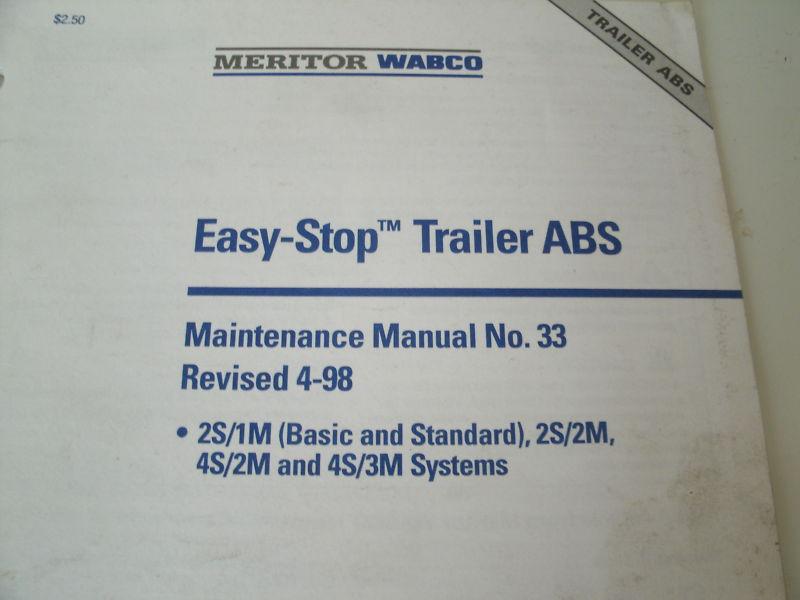 $2.50
TRAILER ABS
MERITOR WABCO
Easy-Stop™ Trailer ABS
Maintenance Manual No. 33
Revised 4-98
• 2S/1M (Basic and Standard), 2S/2M,
4S/2M and 4S/3M Systems